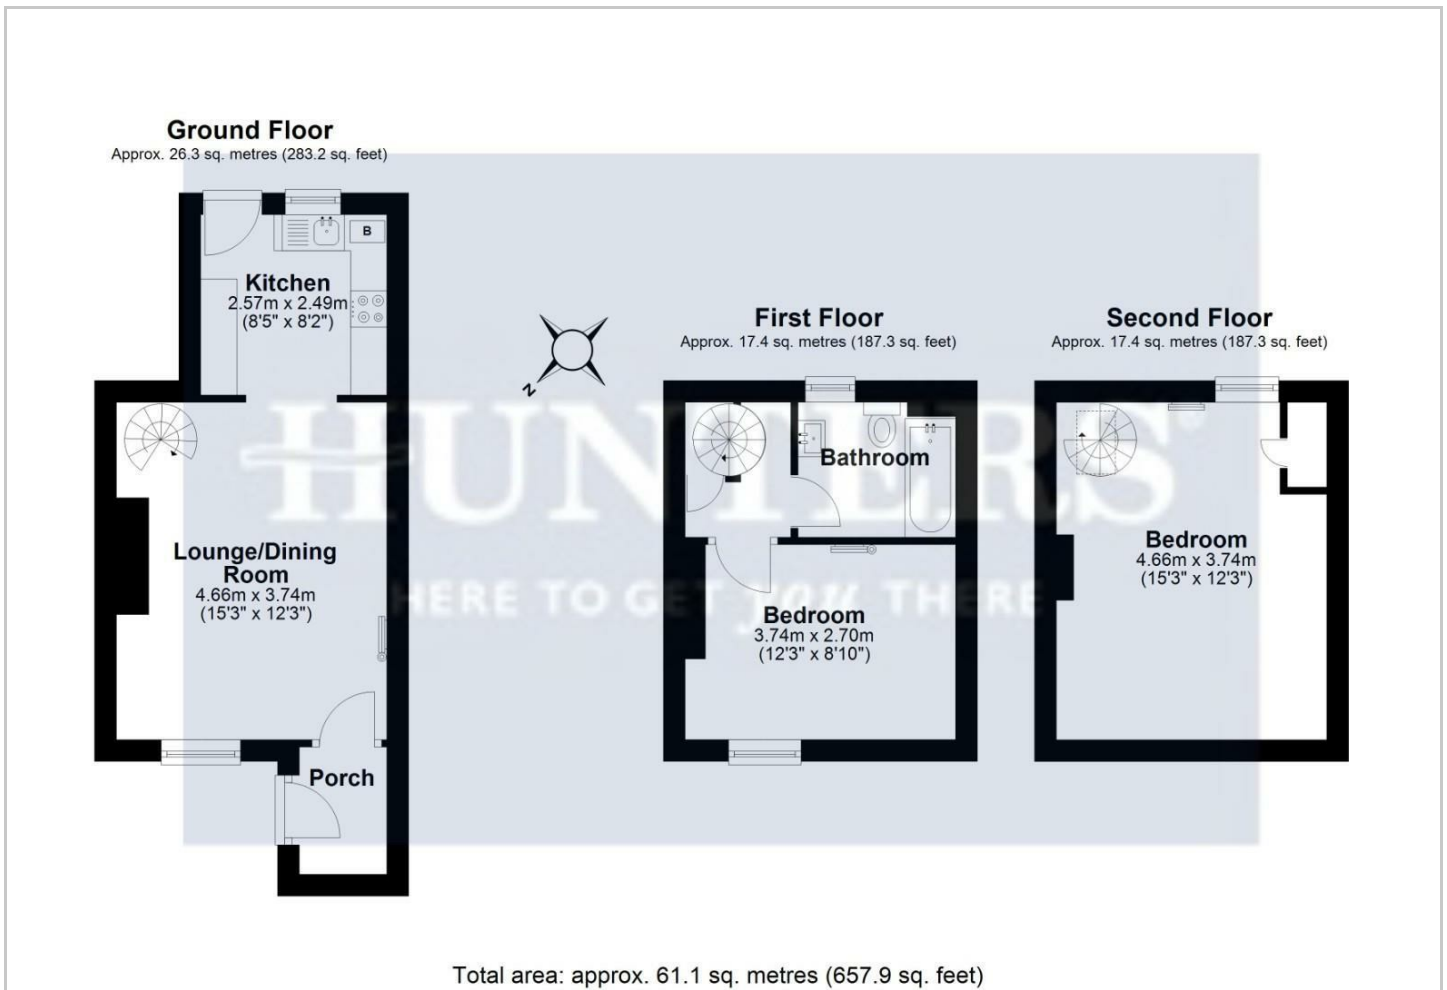 Ground Floor
Approx. 26.3 sq. metres (283.2 sq. feet)
B
Kitchen
2.57m x 2.49m
(8'5" x 8'2")
Lounge/Dining
Room
4.66m x 3.74m
(15'3" x 12'3")
Porch
N
First Floor
Approx. 17.4 sq. metres (187.3 sq. feet)
Bathroom
Bedroom
3.74m x 2.70m
(12'3" x 8'10")
Second Floor
Approx. 17.4 sq. metres (187.3 sq. feet)
Bedroom
4.66m x 3.74m
(15'3" x 12'3")
HUNTERS®
HERE TO GET you THERE
Total area: approx. 61.1 sq. metres (657.9 sq. feet)